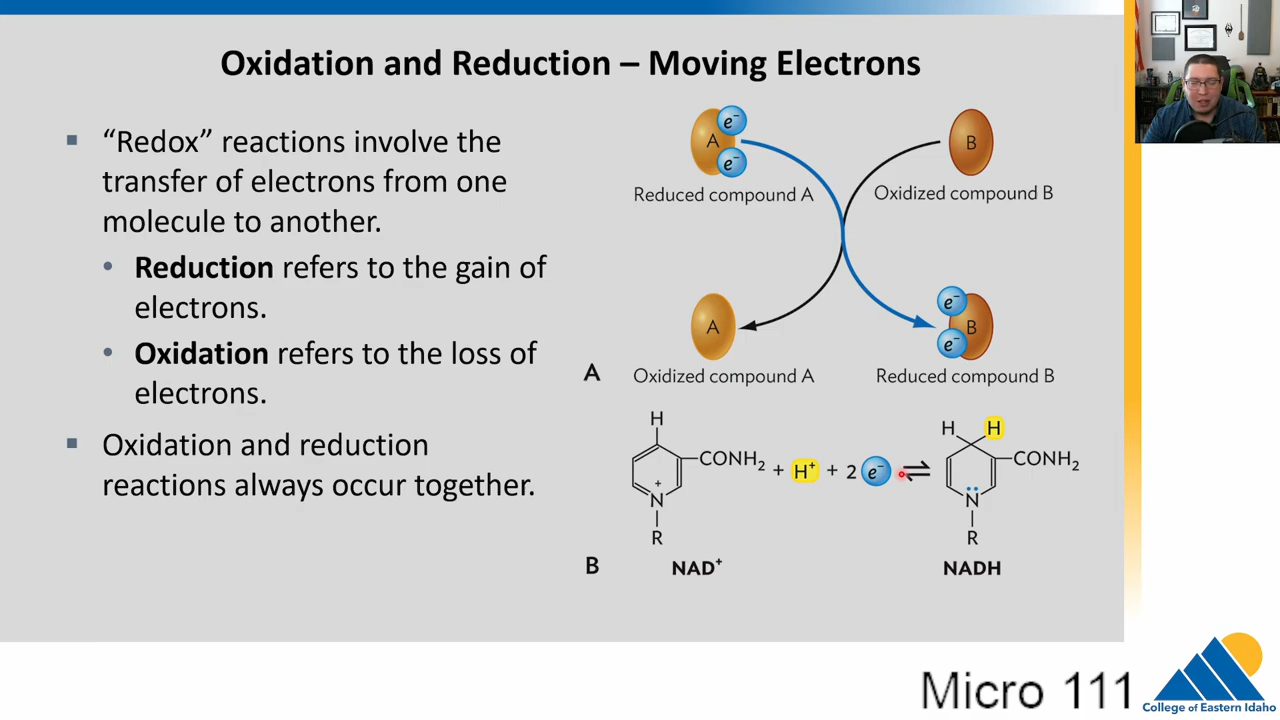 Oxidation and Reduction – Moving Electrons
“Redox” reactions involve the
transfer of electrons from one
molecule to another.
Reduction refers to the gain of
electrons.
Oxidation refers to the loss of
electrons.
Oxidation and reduction
reactions always occur together.
A e⁻ e⁻
B
Reduced compound A
Oxidized compound B
A
e⁻ e⁻ B
A
Oxidized compound A
Reduced compound B
H
CONH₂ + H⁺ + 2 e⁻ ⇌
+
N
R
H H
CONH₂
N
R
B
NAD⁺
NADH
Micro 111
College of Eastern Idaho